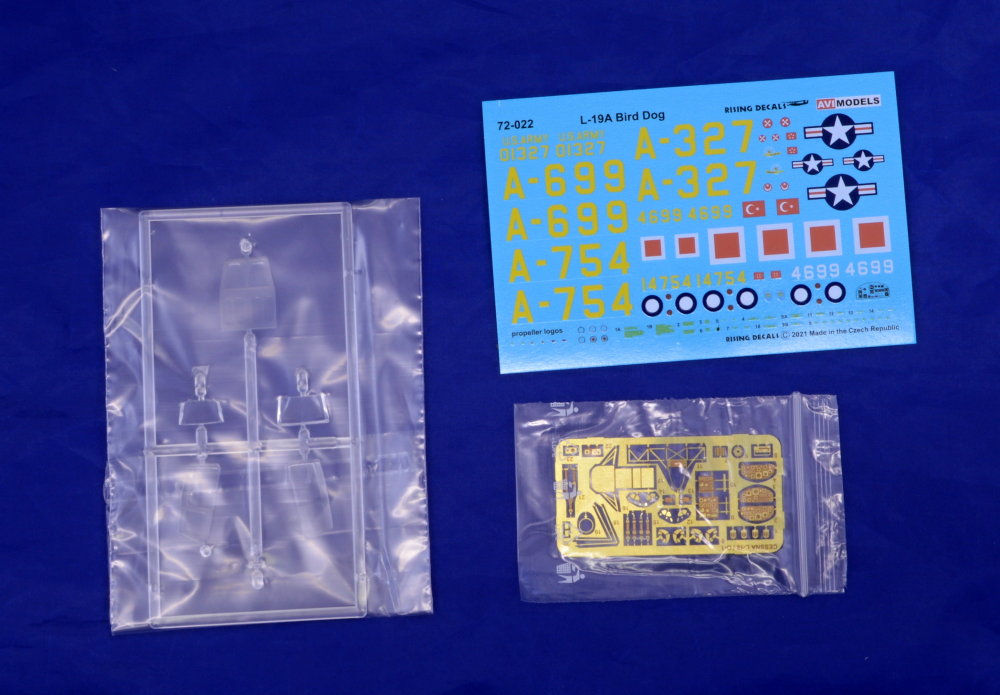 72-022
L-19A Bird Dog
RISING DECALS
AVI MODELS
U.S.ARMY U.S.ARMY
01327 01327
A-327
A-699
A-327
A-699
4699 4699
A-754
14754 14754
4699 4699
A-754
propeller logos
RISING DECALS © 2021 Made in the Czech Republic